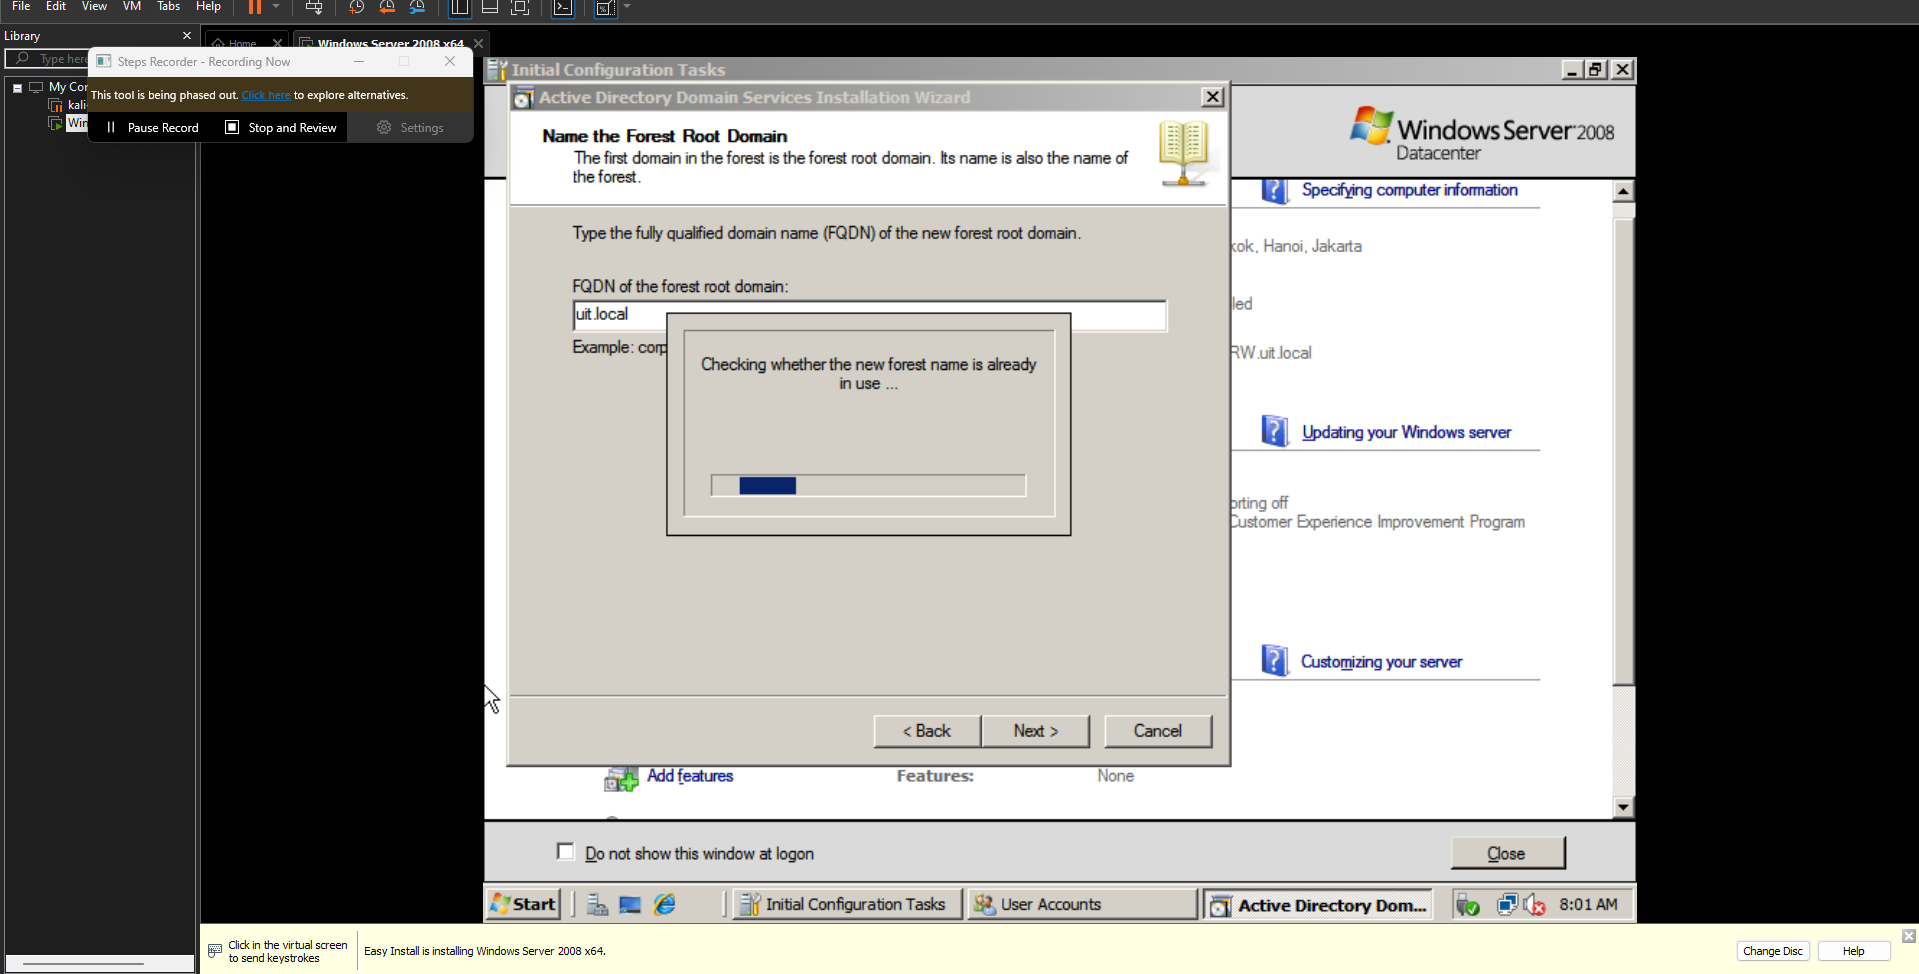 File Edit View VM Tabs Help
Library
Type here
My Co
kali-
Win
Home
Windows Server 2008 x64
Steps Recorder - Recording Now
This tool is being phased out. Click here to explore alternatives.
Pause Record
Stop and Review
Settings
Initial Configuration Tasks
Active Directory Domain Services Installation Wizard
Name the Forest Root Domain
The first domain in the forest is the forest root domain. Its name is also the name of
the forest.
Type the fully qualified domain name (FQDN) of the new forest root domain.
FQDN of the forest root domain:
uit.local
Example: corp
Checking whether the new forest name is already
in use ...
< Back
Next >
Cancel
Windows Server 2008
Datacenter
Specifying computer information
kok, Hanoi, Jakarta
led
RW.uit.local
Updating your Windows server
orting off
Customer Experience Improvement Program
Customizing your server
Add features
Features:
None
Do not show this window at logon
Close
Start
Initial Configuration Tasks
User Accounts
Active Directory Dom...
8:01 AM
Click in the virtual screen
to send keystrokes
Easy Install is installing Windows Server 2008 x64.
Change Disc
Help